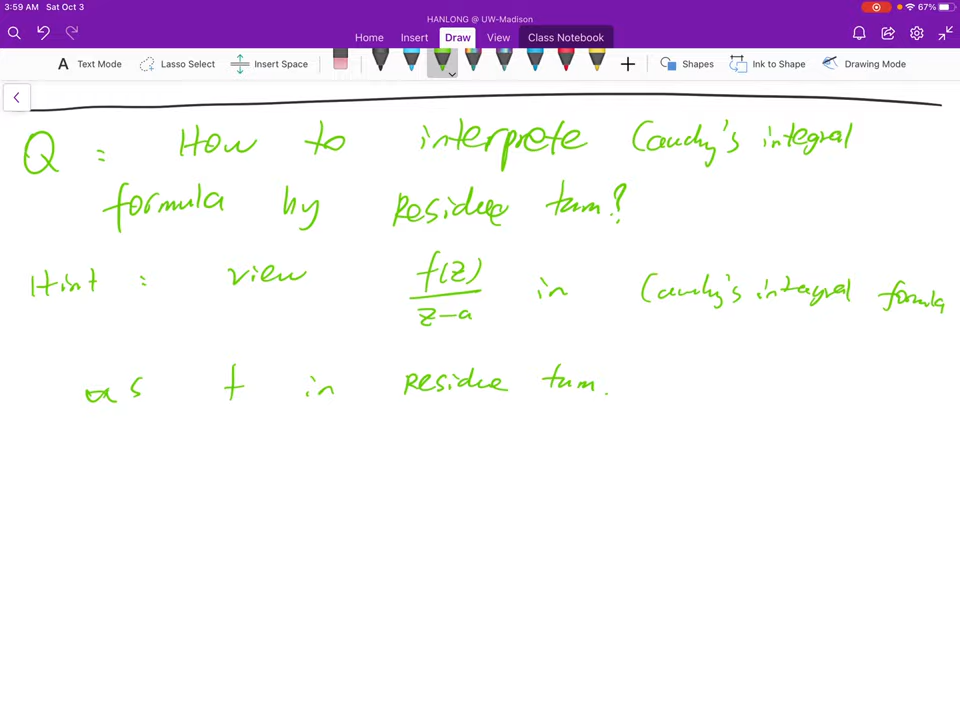 3:59 AM Sat Oct 3
67%
HANLONG @ UW-Madison
Home Insert Draw View Class Notebook
Text Mode Lasso Select Insert Space Shapes Ink to Shape Drawing Mode
Q : How to interprete Cauchy's integral
formula by Residue thm?
Hint : view f(z)/z-a in Cauchy's integral formula
as f in Residue thm.